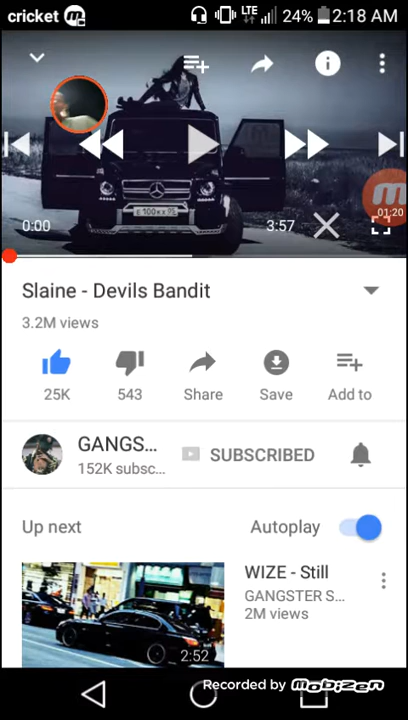 cricket
LTE
24%
2:18 AM
01:20
0:00
3:57
E100KX95
Slaine - Devils Bandit
3.2M views
25K
543
Share
Save
Add to
GANGS...
152K subsc...
SUBSCRIBED
Up next
Autoplay
WIZE - Still
GANGSTER S...
2M views
2:52
Recorded by MOBIZEN